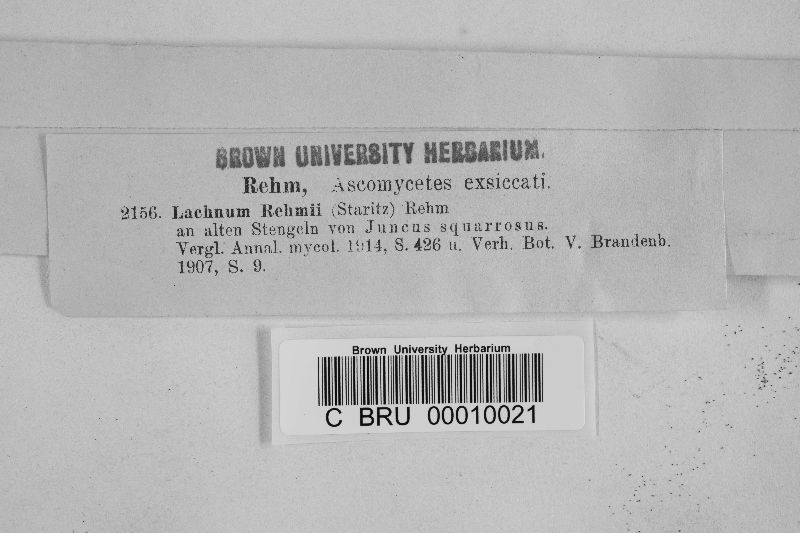 BROWN UNIVERSITY HERBARIUM.
Rehm, Ascomycetes exsiccati.
2156. Lachnum Rehmii (Staritz) Rehm
an alten Stengeln von Juncus squarrosus.
Vergl. Annal. mycol. 1914, S. 426 u. Verh. Bot. V. Brandenb.
1907, S. 9.
Brown University Herbarium
C BRU 00010021